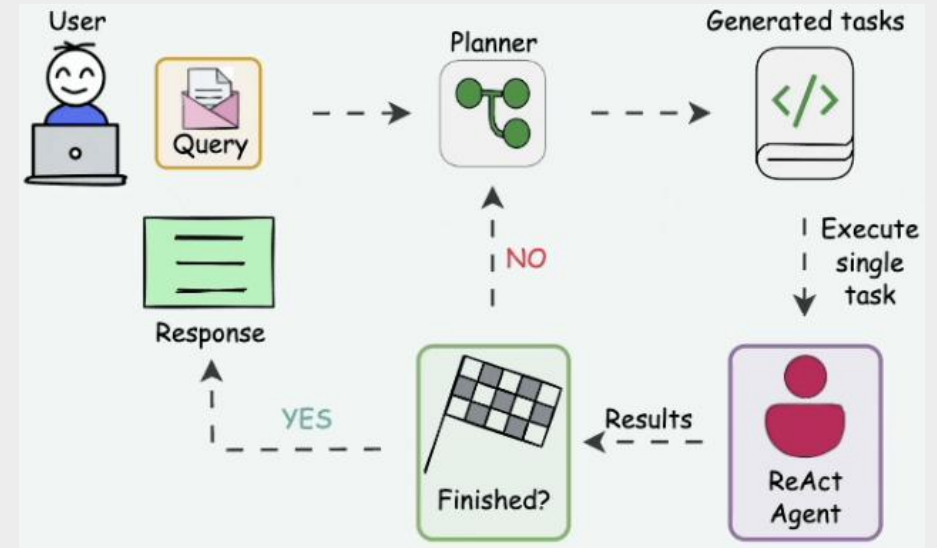 User
Query
Planner
Generated tasks
</>
Execute
single
task
NO
Response
YES
Finished?
Results
ReAct
Agent